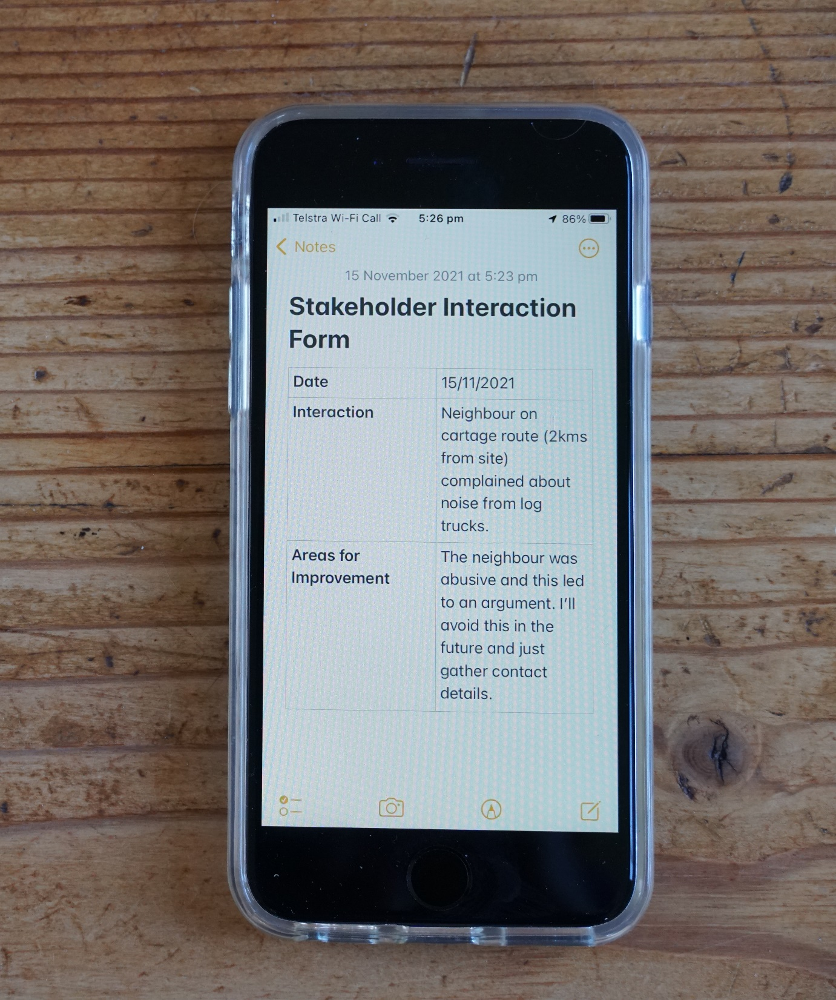 Telstra Wi-Fi Call 5:26 pm 86%
Notes
15 November 2021 at 5:23 pm
Stakeholder Interaction
Form
Date 15/11/2021
Interaction Neighbour on
cartage route (2kms
from site)
complained about
noise from log
trucks.
Areas for The neighbour was
Improvement abusive and this led
to an argument. I'll
avoid this in the
future and just
gather contact
details.